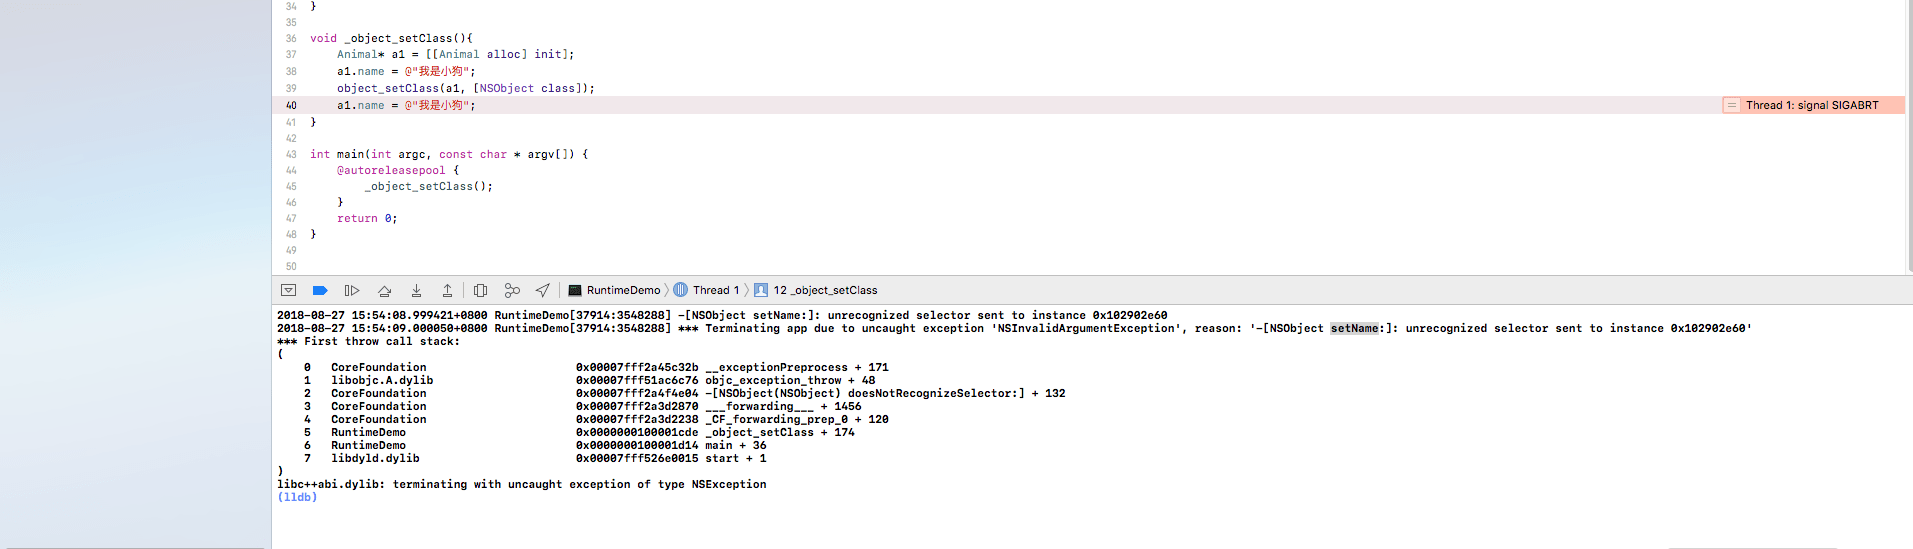 34 }
35
36 void _object_setClass(){
37     Animal* a1 = [[Animal alloc] init];
38     a1.name = @"我是小狗";
39     object_setClass(a1, [NSObject class]);
40     a1.name = @"我是小狗"; Thread 1: signal SIGABRT
41 }
42
43 int main(int argc, const char * argv[]) {
44     @autoreleasepool {
45         _object_setClass();
46     }
47     return 0;
48 }
49
50
RuntimeDemo Thread 1 12 _object_setClass
2018-08-27 15:54:08.999421+0800 RuntimeDemo[37914:3548288] -[NSObject setName:]: unrecognized selector sent to instance 0x102902e60
2018-08-27 15:54:09.000050+0800 RuntimeDemo[37914:3548288] *** Terminating app due to uncaught exception 'NSInvalidArgumentException', reason: '-[NSObject setName:]: unrecognized selector sent to instance 0x102902e60'
*** First throw call stack:
(
    0   CoreFoundation                      0x00007fff2a45c32b __exceptionPreprocess + 171
    1   libobjc.A.dylib                     0x00007fff51ac6c76 objc_exception_throw + 48
    2   CoreFoundation                      0x00007fff2a4f4e04 -[NSObject(NSObject) doesNotRecognizeSelector:] + 132
    3   CoreFoundation                      0x00007fff2a3d2870 ___forwarding___ + 1456
    4   CoreFoundation                      0x00007fff2a3d2238 _CF_forwarding_prep_0 + 120
    5   RuntimeDemo                         0x0000000100001cde _object_setClass + 174
    6   RuntimeDemo                         0x0000000100001d14 main + 36
    7   libdyld.dylib                       0x00007fff526e0015 start + 1
)
libc++abi.dylib: terminating with uncaught exception of type NSException
(lldb)